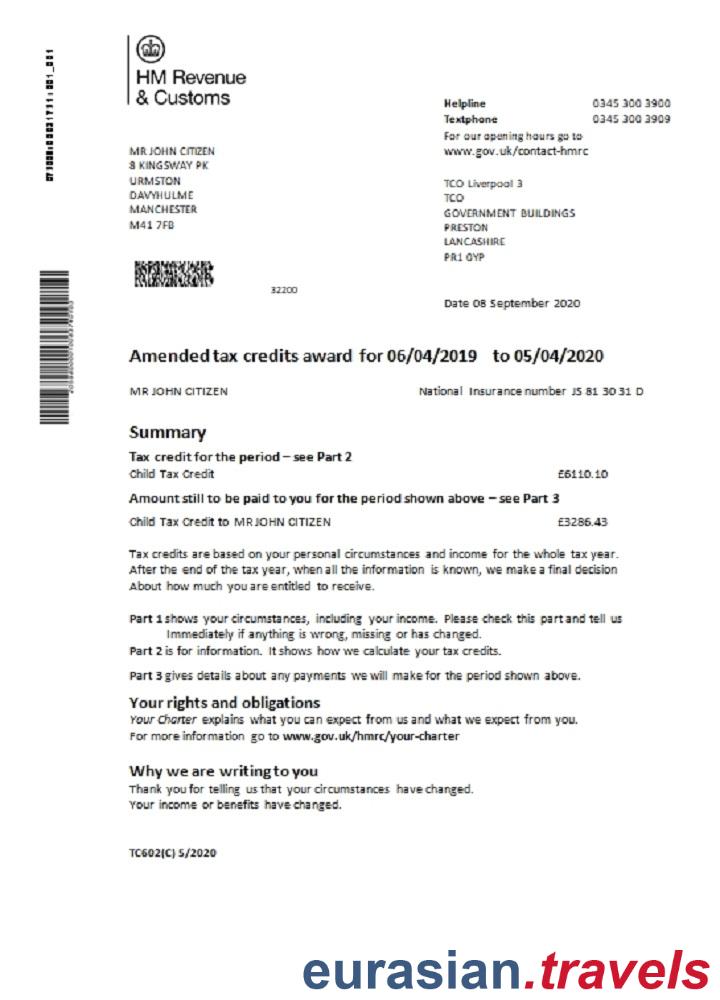 HM Revenue
& Customs
Helpline 0345 300 3900
Textphone 0345 300 3909
For our opening hours go to
www.gov.uk/contact-hmrc
MR JOHN CITIZEN
8 KINGSWAY PK
URMSTON
DAVYHULME
MANCHESTER
M41 7FB
TCO Liverpool 3
TCO
GOVERNMENT BUILDINGS
PRESTON
LANCASHIRE
PR1 0YP
32200
Date 08 September 2020
Amended tax credits award for 06/04/2019 to 05/04/2020
MR JOHN CITIZEN National Insurance number JS 81 30 31 D
Summary
Tax credit for the period – see Part 2
Child Tax Credit £6110.10
Amount still to be paid to you for the period shown above – see Part 3
Child Tax Credit to MR JOHN CITIZEN £3286.43
Tax credits are based on your personal circumstances and income for the whole tax year.
After the end of the tax year, when all the information is known, we make a final decision
About how much you are entitled to receive.
Part 1 shows your circumstances, including your income. Please check this part and tell us
Immediately if anything is wrong, missing or has changed.
Part 2 is for information. It shows how we calculate your tax credits.
Part 3 gives details about any payments we will make for the period shown above.
Your rights and obligations
Your Charter explains what you can expect from us and what we expect from you.
For more information go to www.gov.uk/hmrc/your-charter
Why we are writing to you
Thank you for telling us that your circumstances have changed.
Your income or benefits have changed.
TC602(C) 5/2020
eurasian.travels